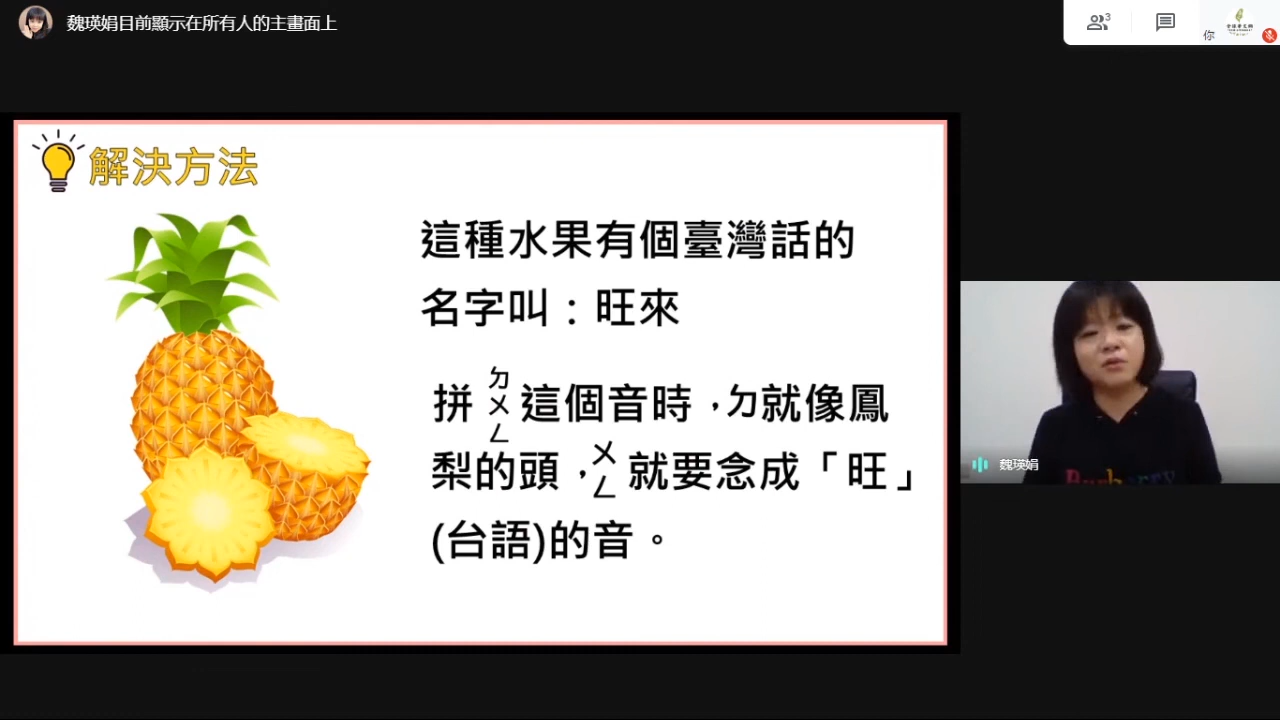 魏瑛娟目前顯示在所有人的主畫面上
3
你
解決方法
這種水果有個臺灣話的
名字叫：旺來
拼ㄉㄨㄥ這個音時，ㄉ就像鳳
梨的頭，ㄨㄥ就要念成「旺」
(台語)的音。
魏瑛娟
Burberry